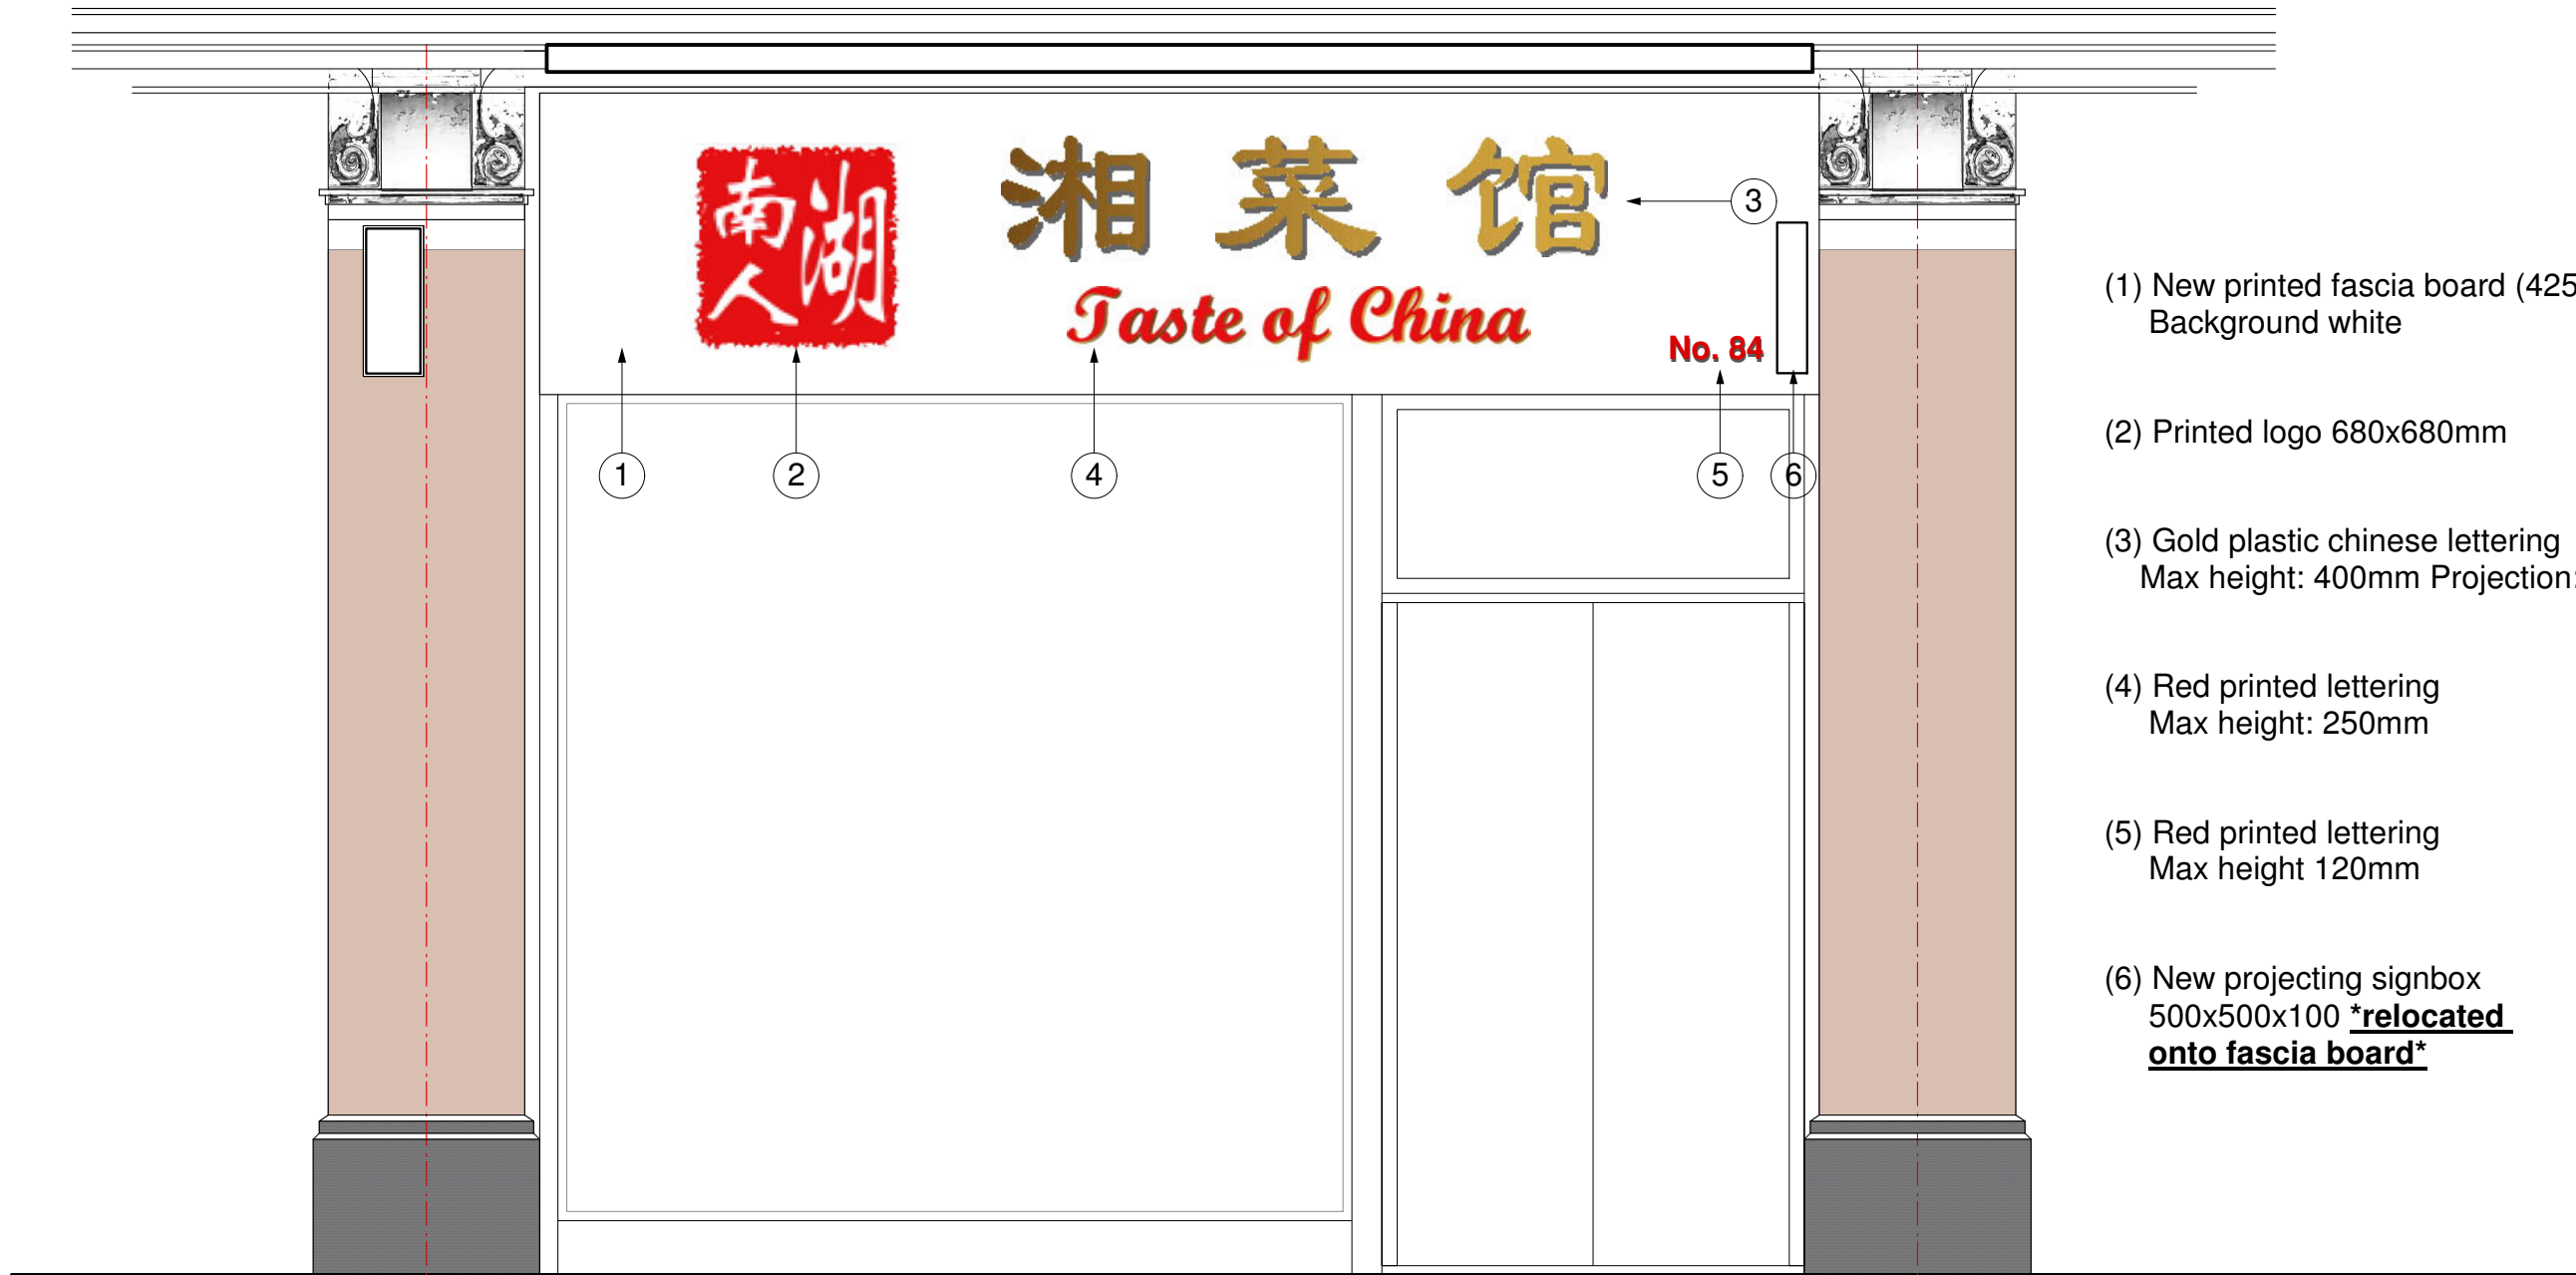 湘菜馆
湖南人
Taste of China
No. 84
3
1
2
4
5
6
(1) New printed fascia board (425
Background white
(2) Printed logo 680x680mm
(3) Gold plastic chinese lettering
Max height: 400mm Projection:
(4) Red printed lettering
Max height: 250mm
(5) Red printed lettering
Max height 120mm
(6) New projecting signbox
500x500x100 *relocated
onto fascia board*